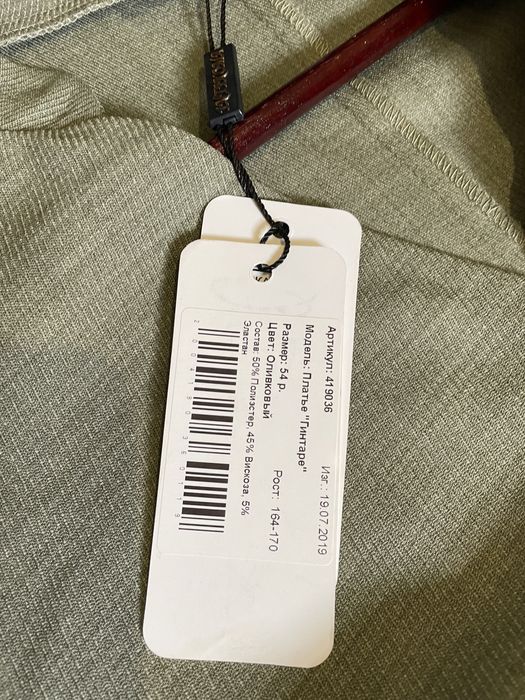 Артикул: 419036 Изг.: 19.07.2019
Модель: Платье "Гинтаре"
Размер: 54 р. Рост: 164-170
Цвет: Оливковый
Состав: 50% Полиэстер, 45% Вискоза, 5%
Эластан